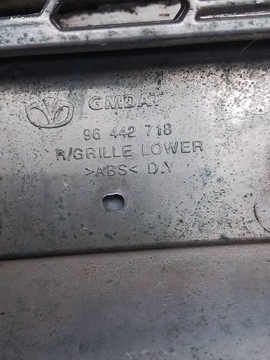 GMDAT
96 442 718
R/GRILLE LOWER
>ABS< D.Y